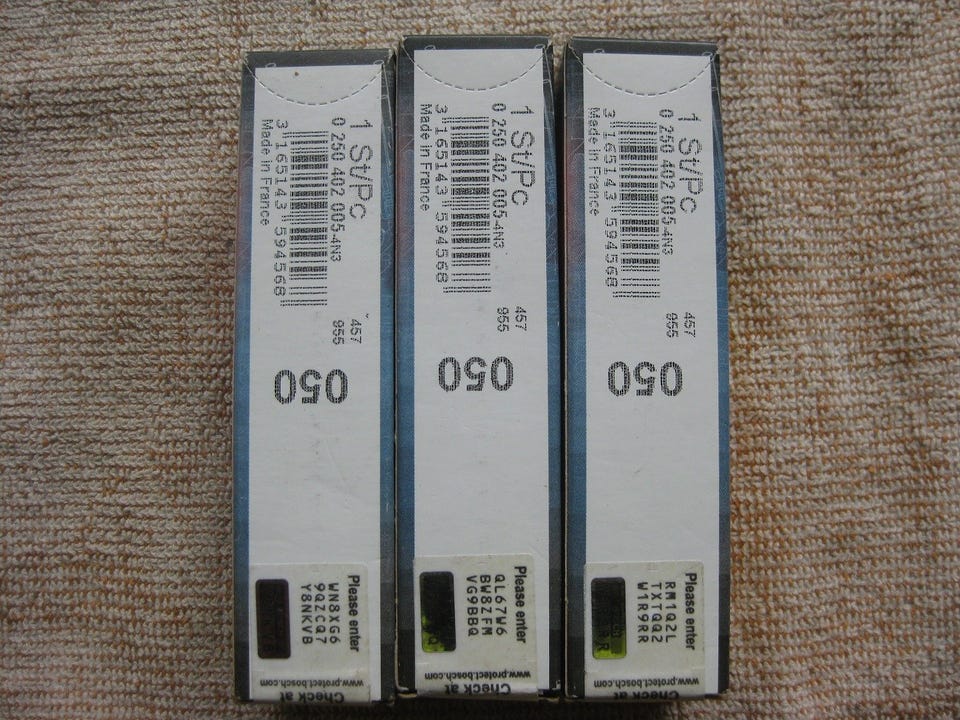 1 St/Pc
0 250 402 005-4N3
3 165143 594568
Made in France
457
955
050
Please enter
WN8XG6
9QZCQ7
Y8NKVB
www.protect.bosch.com
Check at
1 St/Pc
0 250 402 005-4N3
3 165143 594568
Made in France
457
955
050
Please enter
QL67W6
BW8ZFM
VG9BBQ
www.protect.bosch.com
Check at
1 St/Pc
0 250 402 005-4N3
3 165143 594568
Made in France
457
955
050
Please enter
RM1Q2L
TXTQQ2
W1R9RR
www.protect.bosch.com
Check at